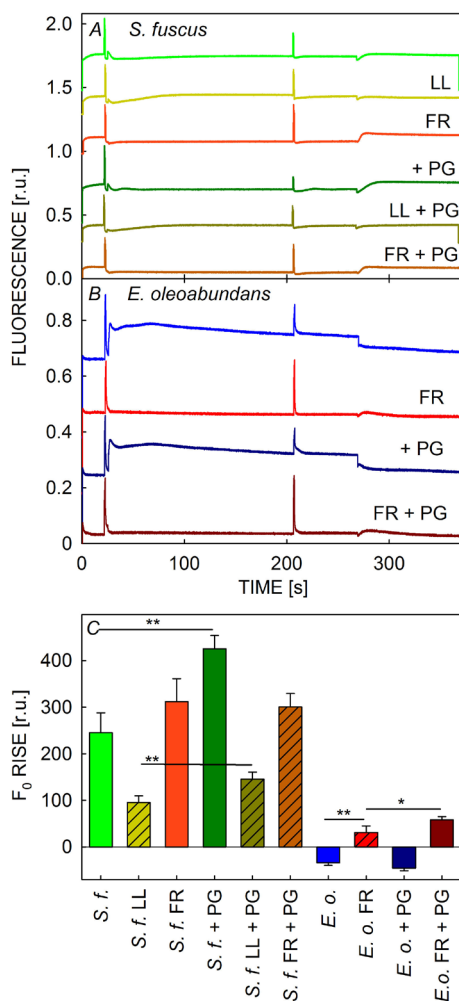 A S. fuscus
2.0
LL
1.5
FR
1.0
+ PG
0.5
LL + PG
FR + PG
0.0
FLUORESCENCE [r.u.]
B E. oleoabundans
0.8
0.6
FR
0.4
+ PG
0.2
FR + PG
0
0 100 200 300
TIME [s]
C
**
400
300
**
200
100
** *
0
F0 RISE [r.u.]
S. f.
S. f. LL
S. f. FR
S. f. + PG
S. f. LL + PG
S. f. FR + PG
E. o.
E. o. FR
E. o. + PG
E.o. FR + PG